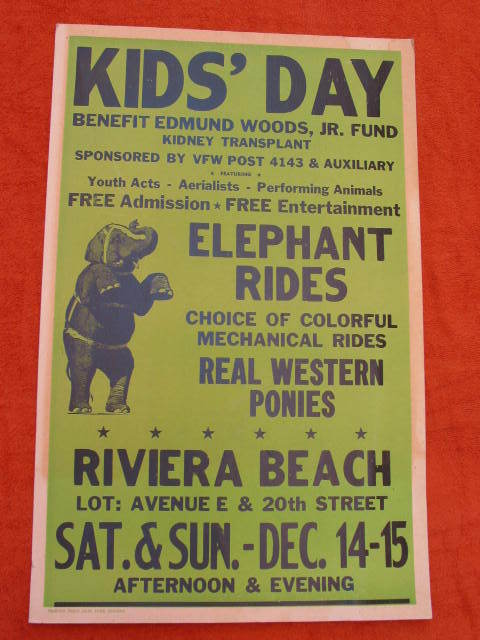 KIDS' DAY
BENEFIT EDMUND WOODS, JR. FUND
KIDNEY TRANSPLANT
SPONSORED BY VFW POST 4143 & AUXILIARY
★ FEATURING ★
Youth Acts - Aerialists - Performing Animals
FREE Admission ★ FREE Entertainment
ELEPHANT
RIDES
CHOICE OF COLORFUL
MECHANICAL RIDES
REAL WESTERN
PONIES
★ ★ ★ ★ ★ ★
RIVIERA BEACH
LOT: AVENUE E & 20th STREET
SAT. & SUN. - DEC. 14-15
AFTERNOON & EVENING